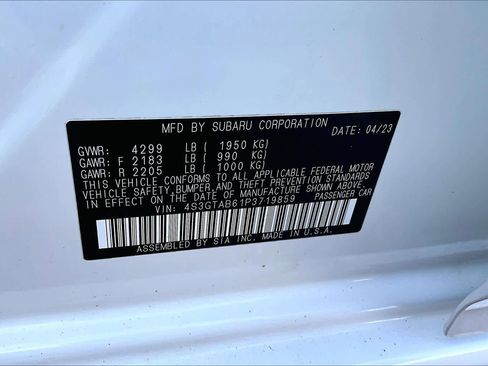 MFD BY SUBARU CORPORATION DATE: 04/23
GVWR: 4299 LB ( 1950 KG)
GAWR: F 2183 LB ( 990 KG)
GAWR: R 2205 LB ( 1000 KG)
THIS VEHICLE CONFORMS TO ALL APPLICABLE FEDERAL MOTOR
VEHICLE SAFETY,BUMPER,AND THEFT PREVENTION STANDARDS
IN EFFECT ON THE DATE OF MANUFACTURE SHOWN ABOVE.
VIN: 4S3GTAB61P3719859 PASSENGER CAR
ASSEMBLED BY SIA INC. MADE IN U.S.A.